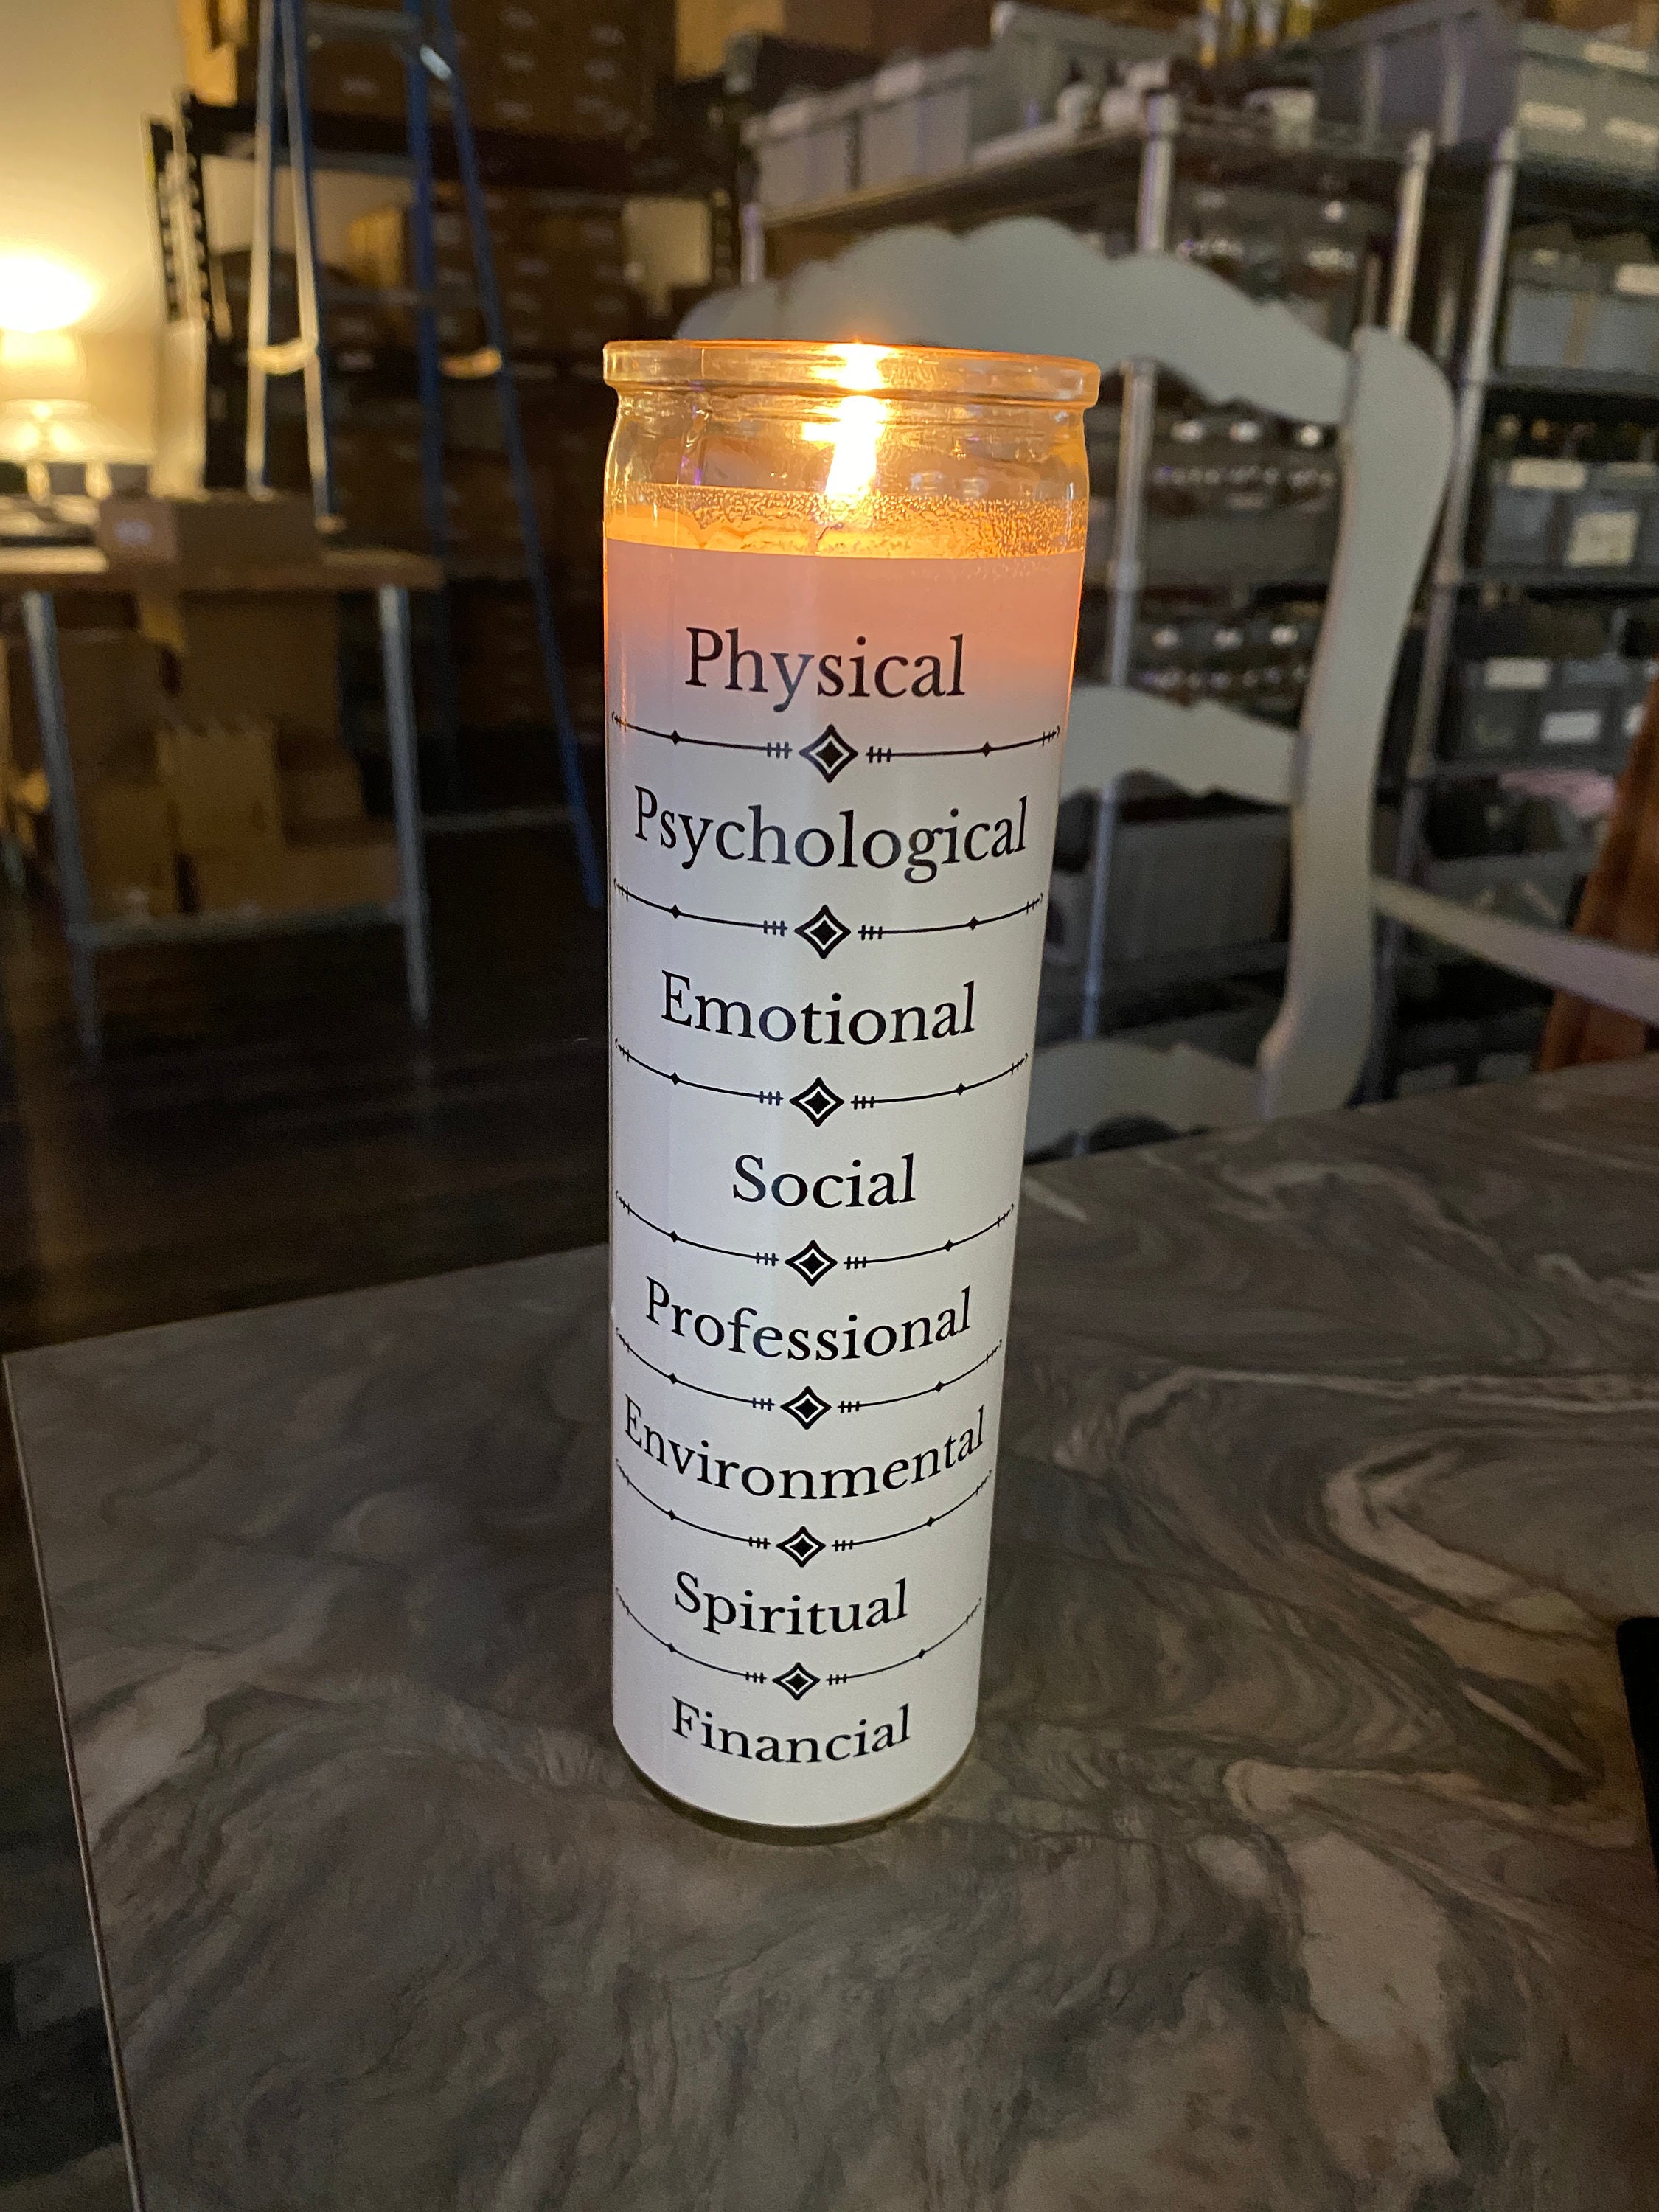 Physical
Psychological
Emotional
Social
Professional
Environmental
Spiritual
Financial